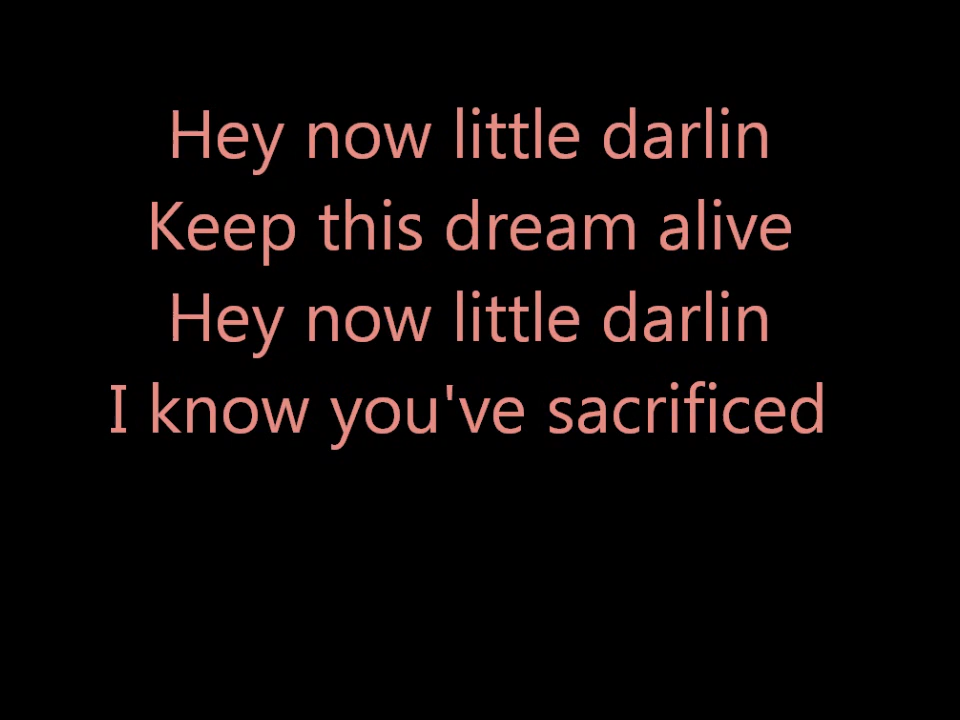 Hey now little darlin
Keep this dream alive
Hey now little darlin
I know you've sacrificed